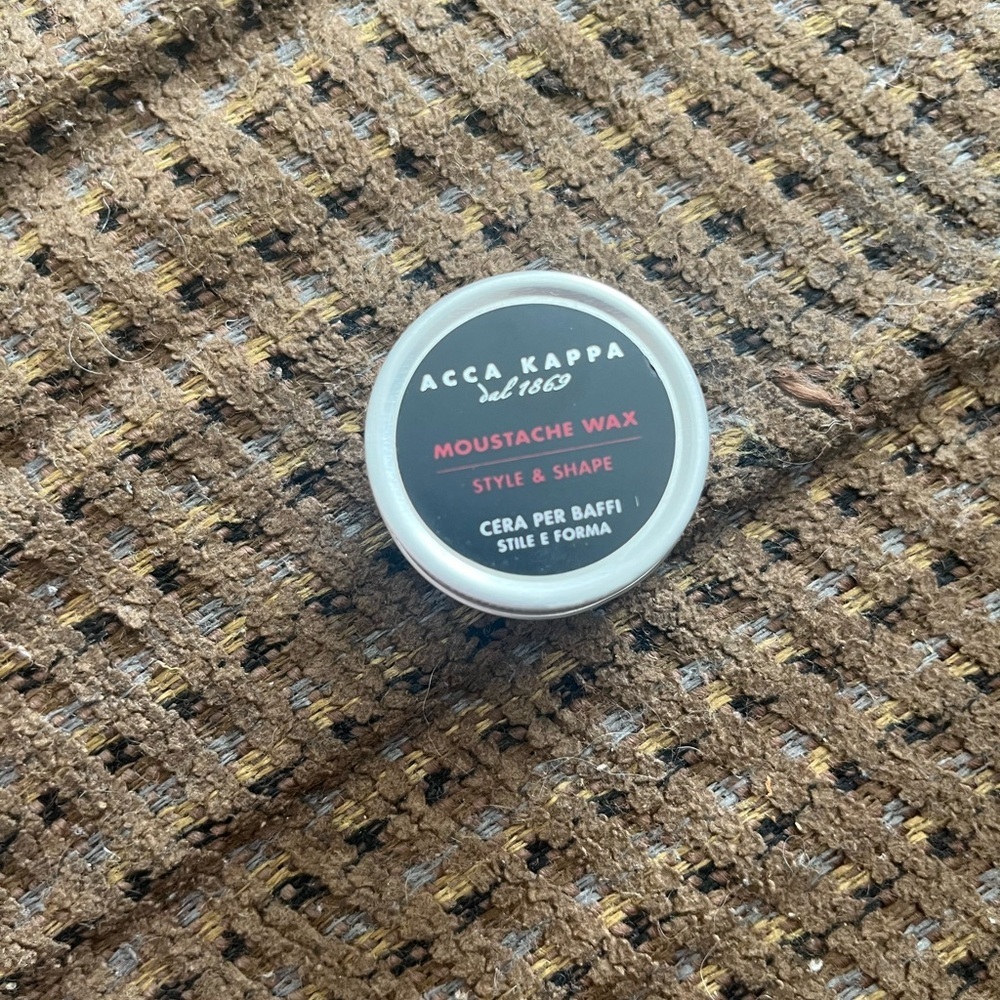 ACCA KAPPA
dal 1869
MOUSTACHE WAX
STYLE & SHAPE
CERA PER BAFFI
STILE E FORMA